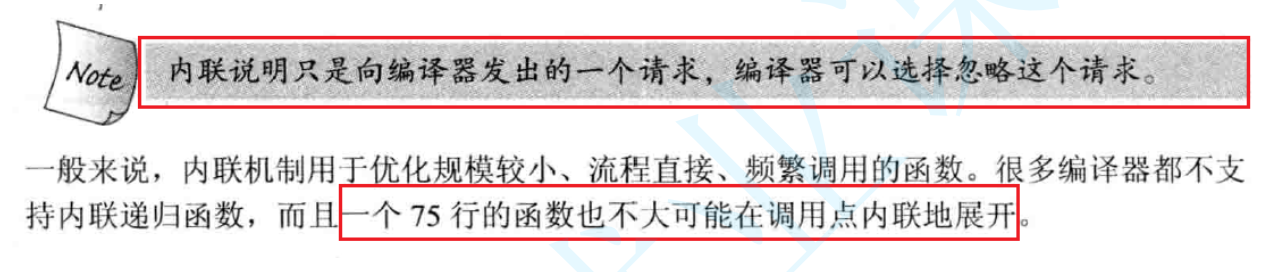 Note
内联说明只是向编译器发出的一个请求，编译器可以选择忽略这个请求。
一般来说，内联机制用于优化规模较小、流程直接、频繁调用的函数。很多编译器都不支
持内联递归函数，而且一个 75 行的函数也不大可能在调用点内联地展开。